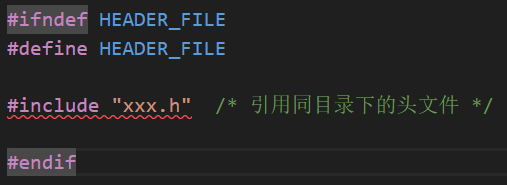 #ifndef HEADER_FILE
#define HEADER_FILE
#include "xxx.h"  /* 引用同目录下的头文件 */
#endif